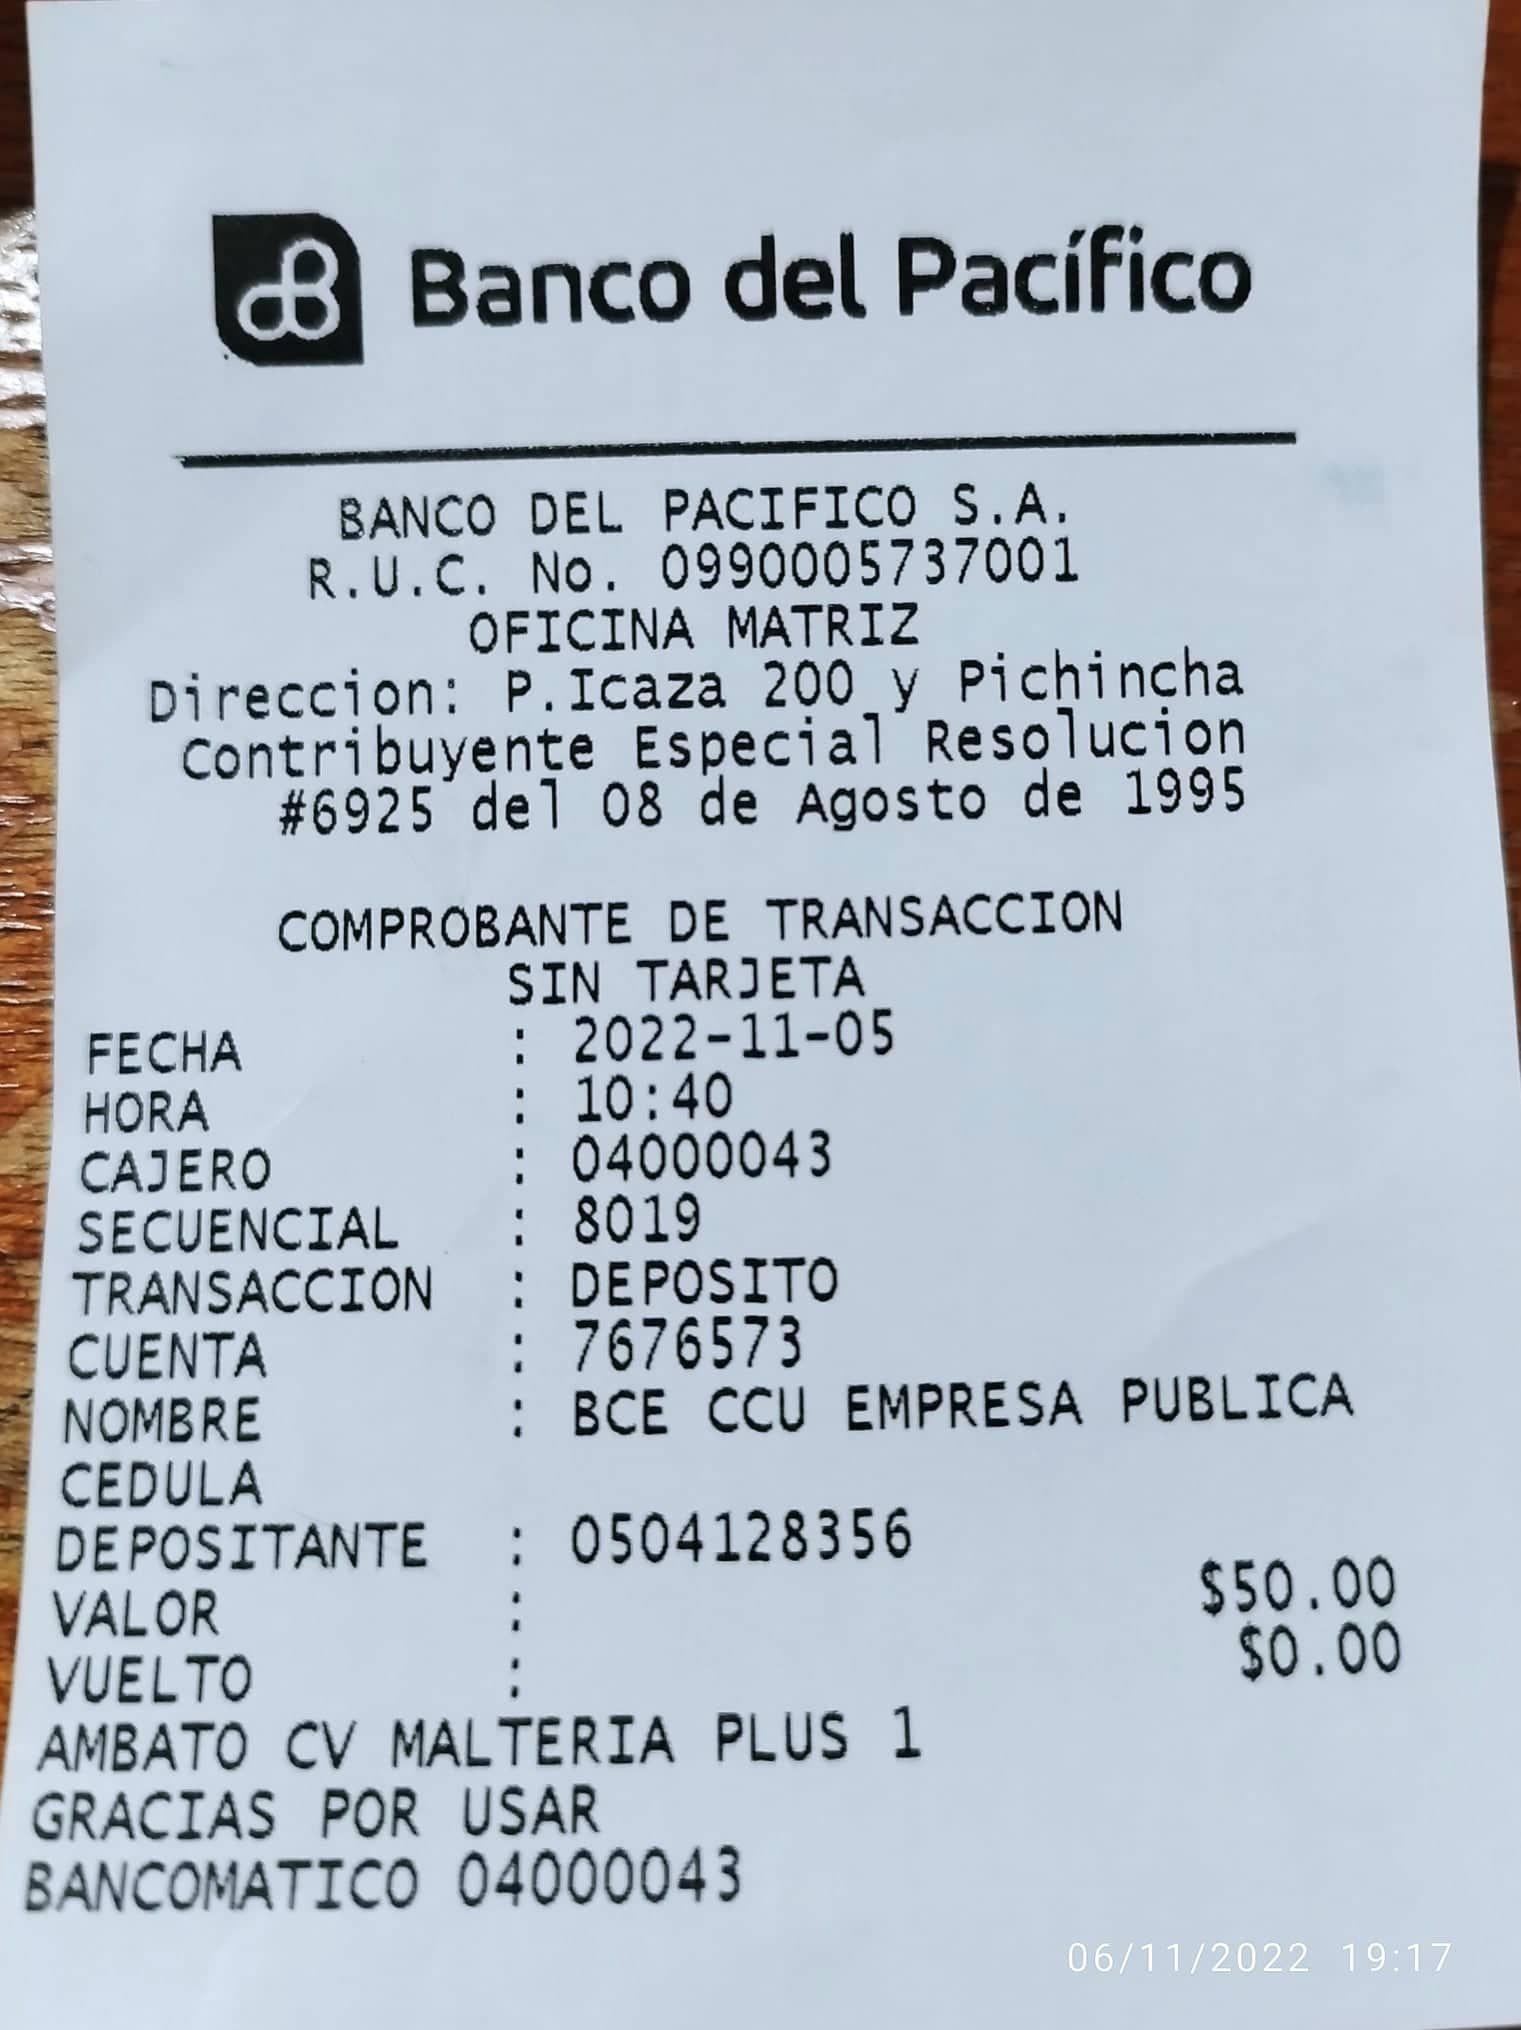 Banco del Pacífico
BANCO DEL PACIFICO S.A.
R.U.C. No. 0990005737001
OFICINA MATRIZ
Direccion: P.Icaza 200 y Pichincha
Contribuyente Especial Resolucion
#6925 del 08 de Agosto de 1995
COMPROBANTE DE TRANSACCION
SIN TARJETA
FECHA : 2022-11-05
HORA : 10:40
CAJERO : 04000043
SECUENCIAL : 8019
TRANSACCION : DEPOSITO
CUENTA : 7676573
NOMBRE : BCE CCU EMPRESA PUBLICA
CEDULA
DEPOSITANTE : 0504128356
VALOR : $50.00
VUELTO : $0.00
AMBATO CV MALTERIA PLUS 1
GRACIAS POR USAR
BANCOMATICO 04000043
06/11/2022 19:17